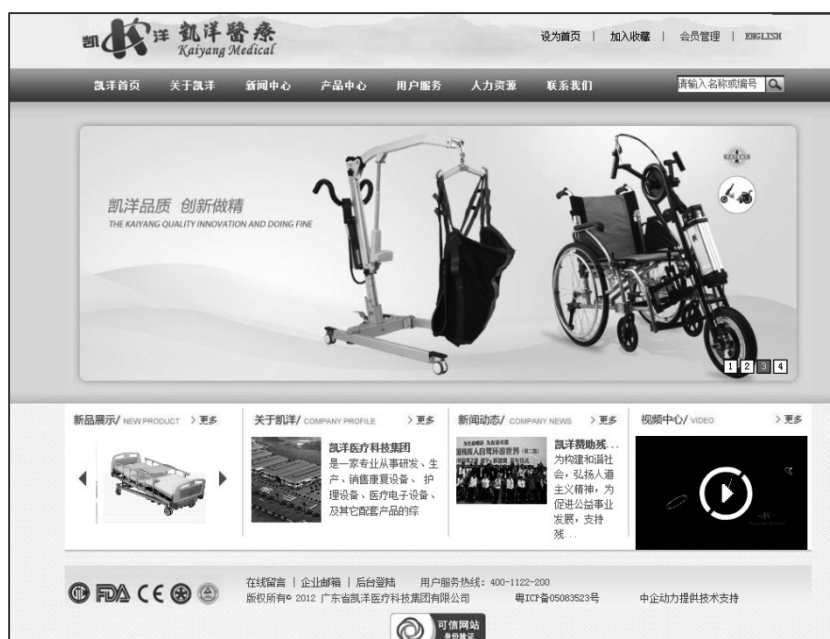 凯 K 洋 凱洋醫療
Kaiyang Medical
设为首页 | 加入收藏 | 会员管理 | ENGLISH
凯洋首页 关于凯洋 新闻中心 产品中心 用户服务 人力资源 联系我们 请输入名称或编号
凯洋品质 创新做精
THE KAIYANG QUALITY INNOVATION AND DOING FINE
1 2 3 4
新品展示/ NEW PRODUCT > 更多
关于凯洋/ COMPANY PROFILE > 更多
凯洋医疗科技集团
是一家专业从事研发、生
产、销售康复设备、 护
理设备、医疗电子设备、
及其它配套产品的综
新闻动态/ COMPANY NEWS > 更多
凯洋赞助残...
为构建和谐社
会，弘扬人道
主义精神，为
促进公益事业
发展，支持
残...
视频中心/ VIDEO > 更多
FDA CE
在线留言 | 企业邮箱 | 后台登陆 用户服务热线：400-1122-200
版权所有© 2012 广东省凯洋医疗科技集团有限公司 粤ICP备05083523号 中企动力提供技术支持
可信网站
身份验证